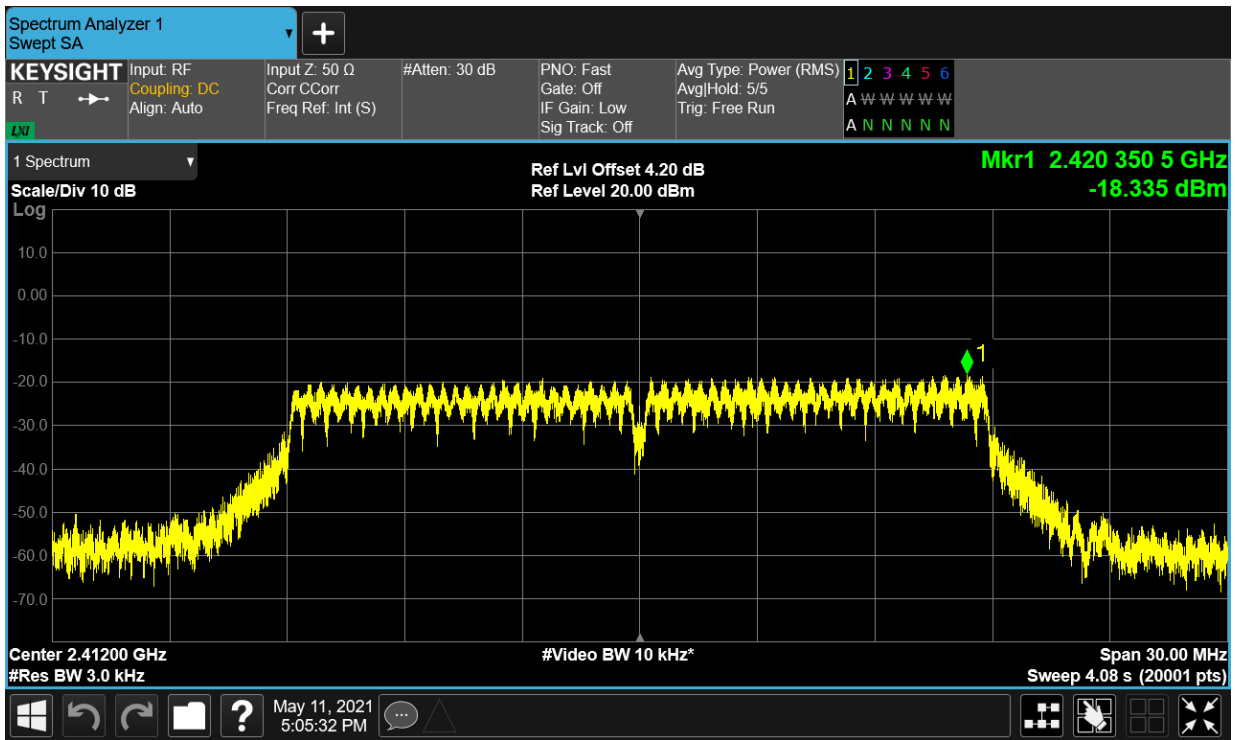 Spectrum Analyzer 1
Swept SA
KEYSIGHT
R T
LXI
Input: RF
Coupling: DC
Align: Auto
Input Z: 50 Ω
Corr CCorr
Freq Ref: Int (S)
#Atten: 30 dB
PNO: Fast
Gate: Off
IF Gain: Low
Sig Track: Off
Avg Type: Power (RMS)
Avg|Hold: 5/5
Trig: Free Run
1 2 3 4 5 6
A W W W W W
A N N N N N
1 Spectrum
Scale/Div 10 dB
Ref Lvl Offset 4.20 dB
Ref Level 20.00 dBm
Mkr1 2.420 350 5 GHz
-18.335 dBm
Log
10.0
0.00
-10.0
-20.0
-30.0
-40.0
-50.0
-60.0
-70.0
1
Center 2.41200 GHz
#Res BW 3.0 kHz
#Video BW 10 kHz*
Span 30.00 MHz
Sweep 4.08 s (20001 pts)
?
May 11, 2021
5:05:32 PM